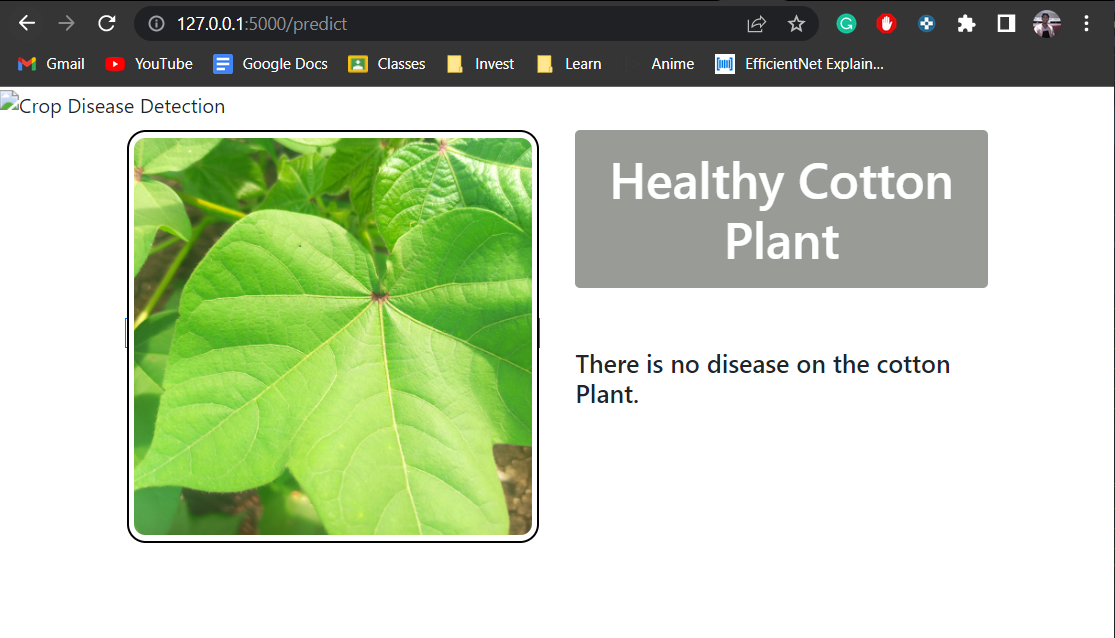 127.0.0.1:5000/predict
Gmail YouTube Google Docs Classes Invest Learn Anime EfficientNet Explain...
Crop Disease Detection
Healthy Cotton
Plant
There is no disease on the cotton
Plant.